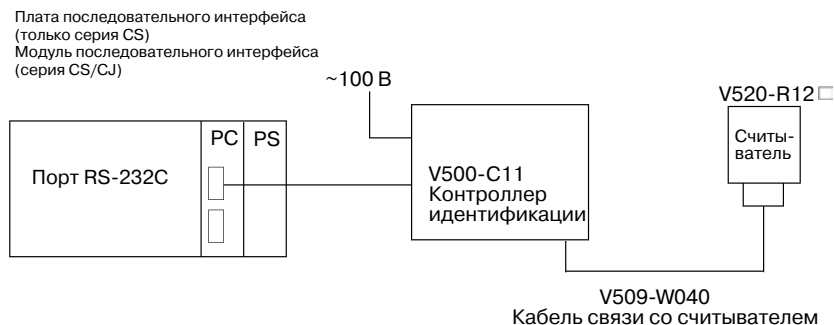 Плата последовательного интерфейса
(только серия CS)
Модуль последовательного интерфейса
(серия CS/CJ)
~100 В
V520-R12□
PC PS
Считы-
ватель
Порт RS-232C
V500-C11
Контроллер
идентификации
V509-W040
Кабель связи со считывателем